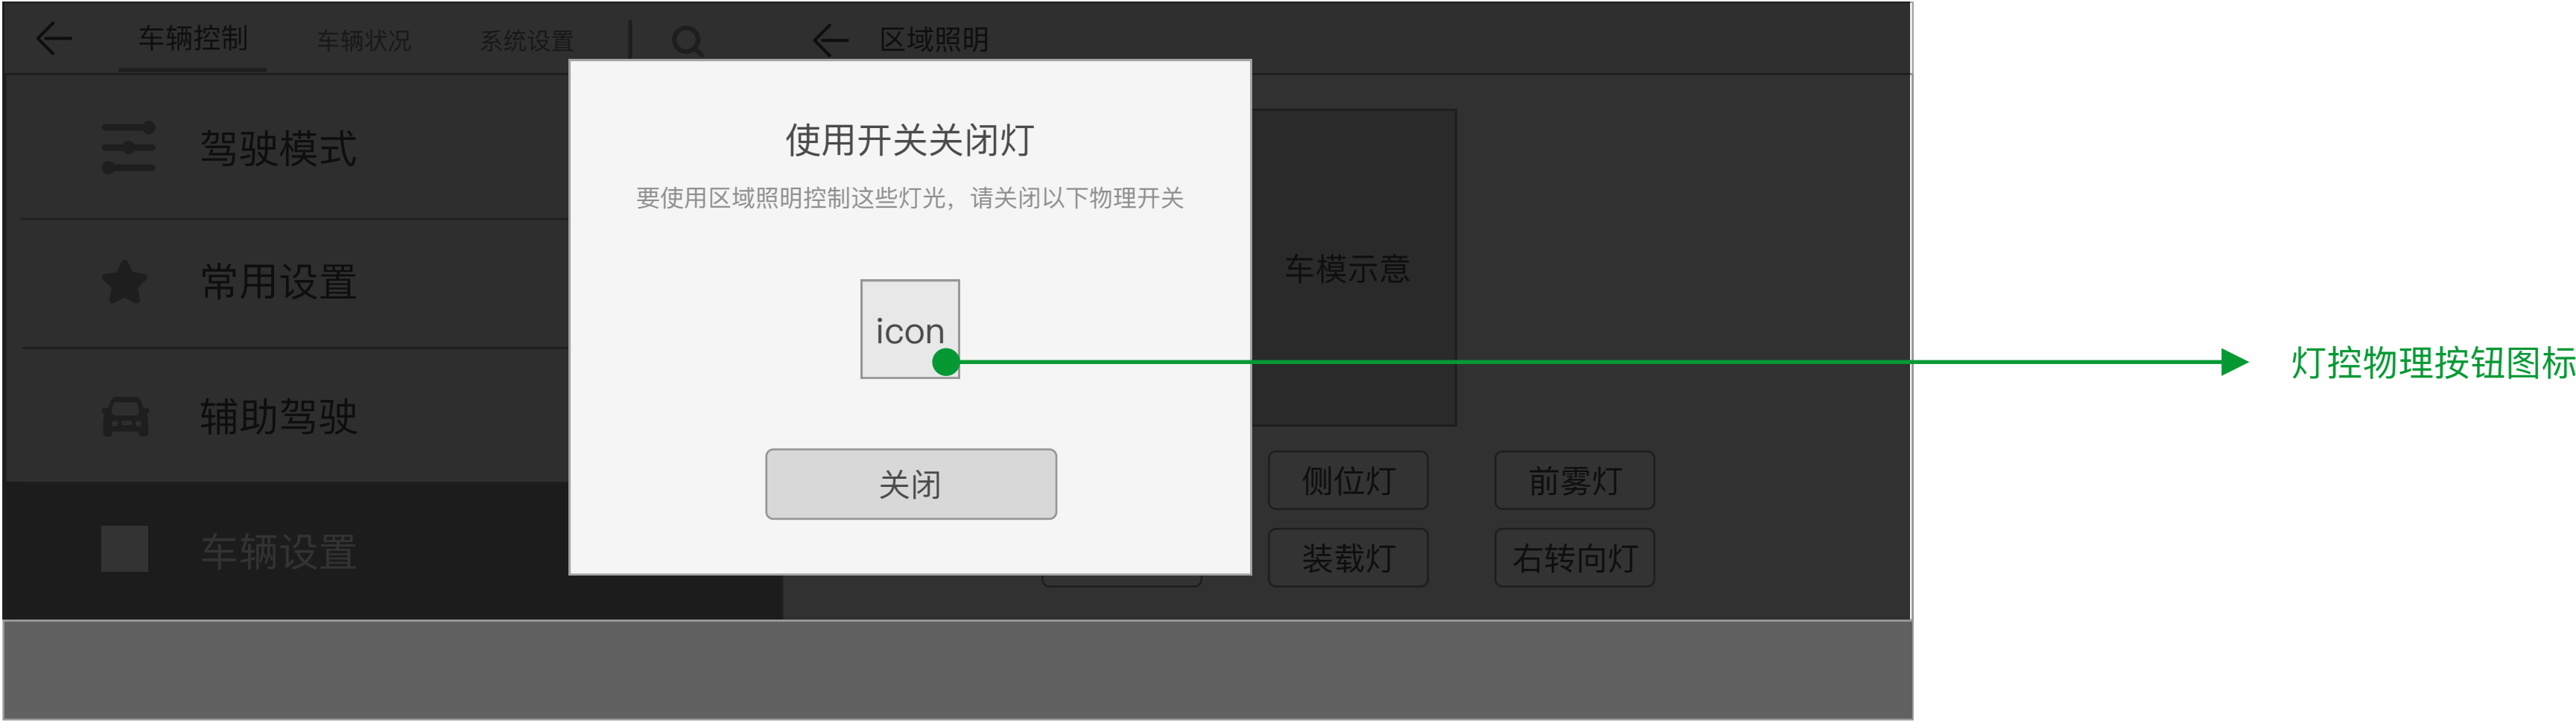 车辆控制
车辆状况
系统设置
区域照明
驾驶模式
常用设置
辅助驾驶
车辆设置
使用开关关闭灯
要使用区域照明控制这些灯光，请关闭以下物理开关
icon
关闭
车模示意
侧位灯
前雾灯
装载灯
右转向灯
灯控物理按钮图标